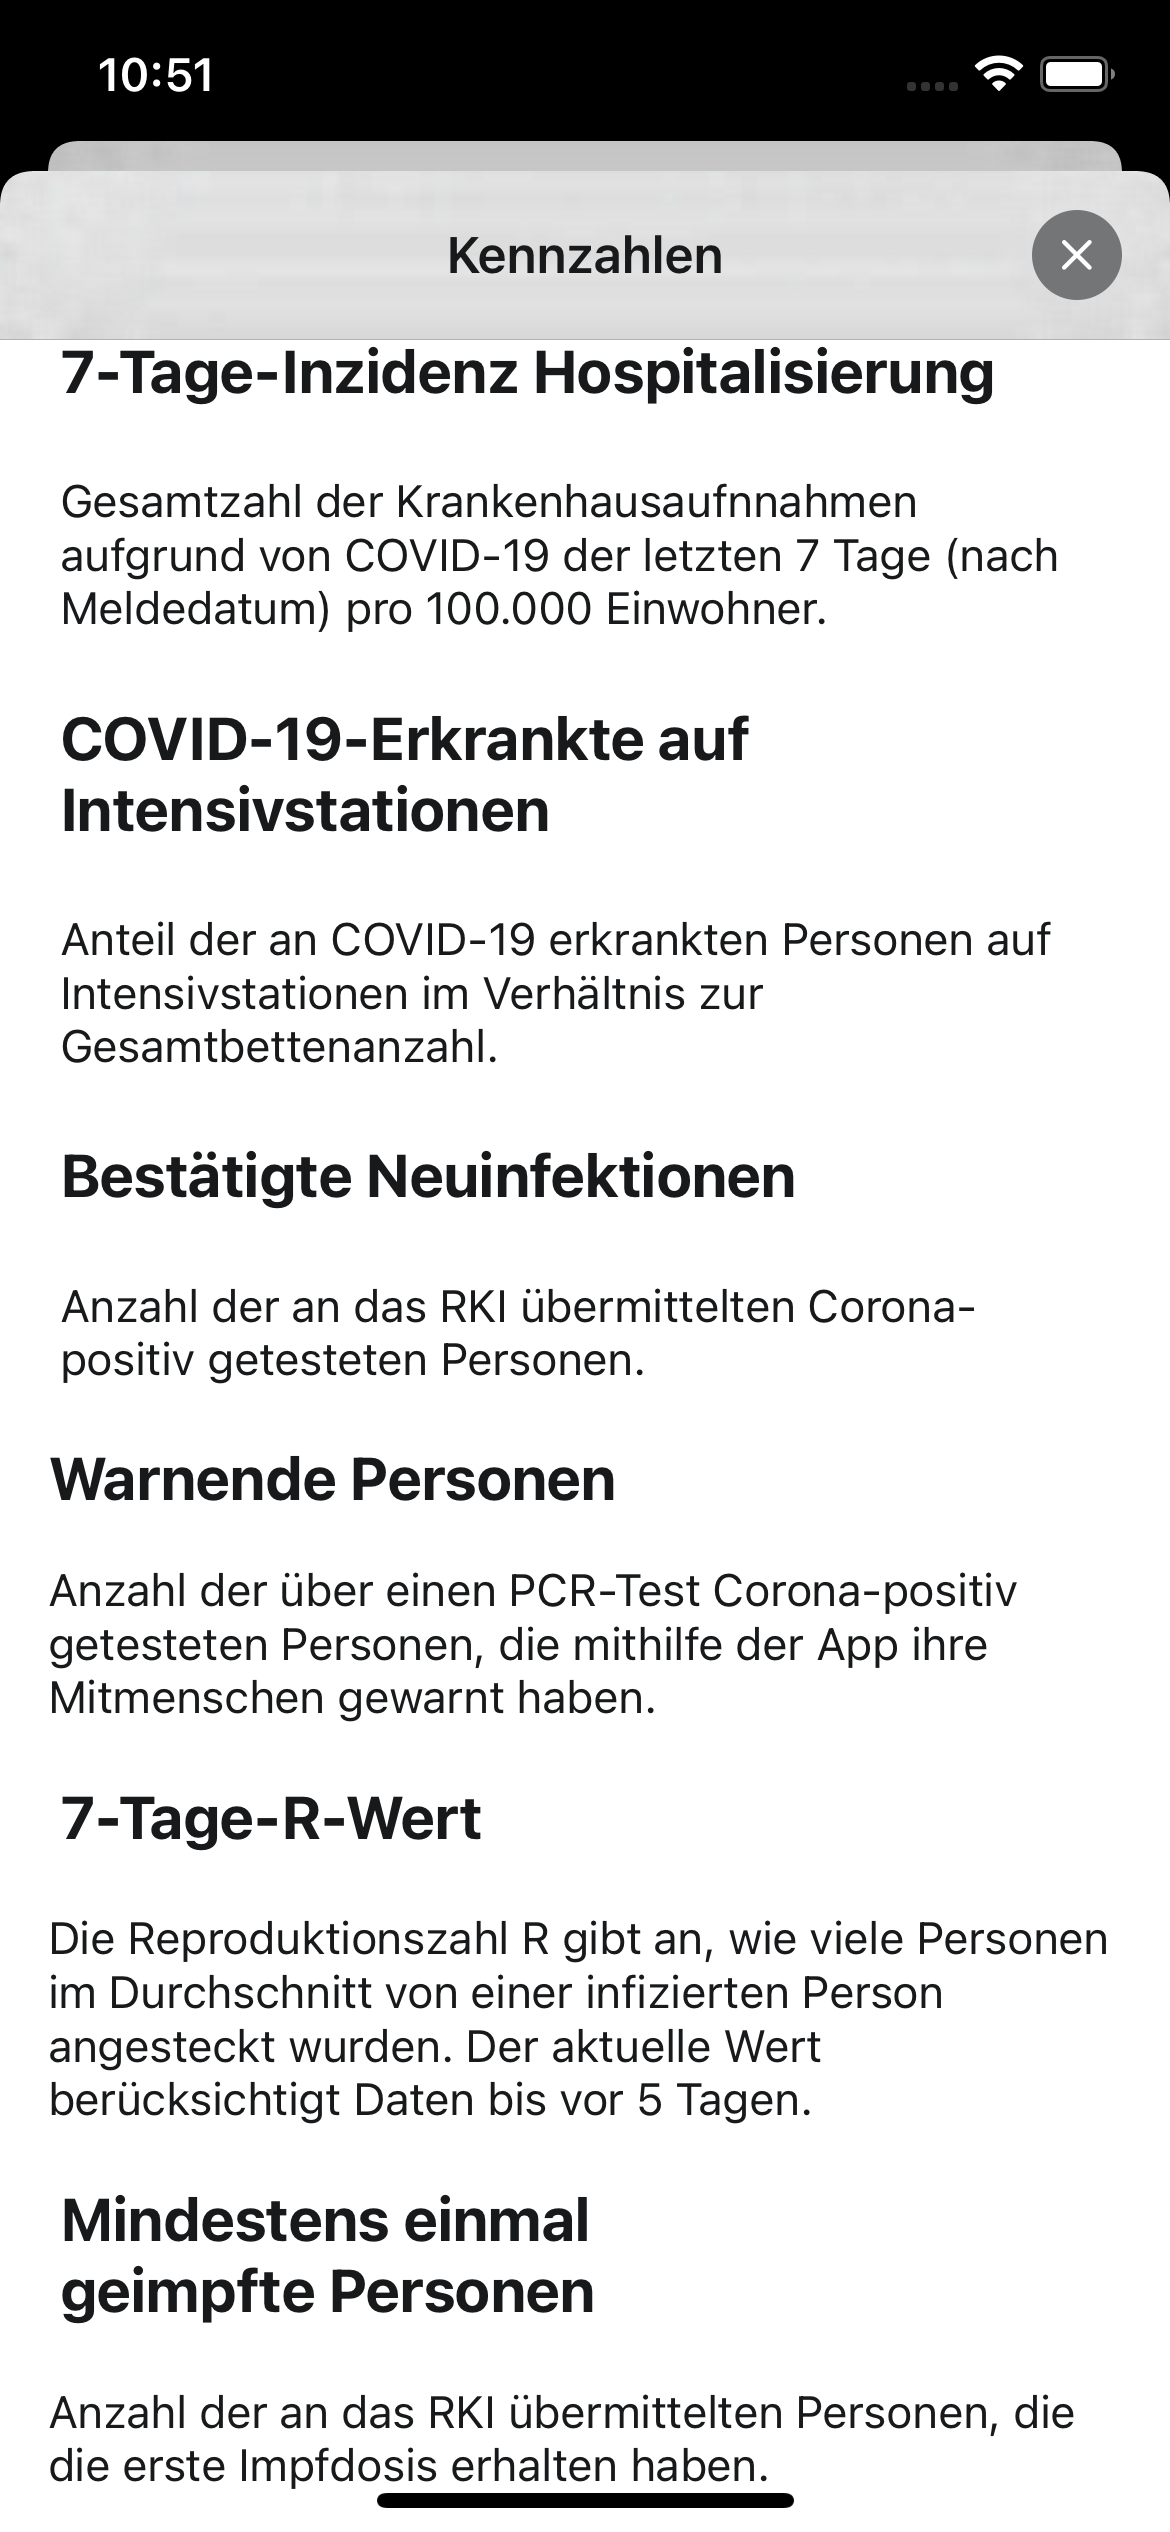 10:51
Kennzahlen
7-Tage-Inzidenz Hospitalisierung
Gesamtzahl der Krankenhausaufnnahmen
aufgrund von COVID-19 der letzten 7 Tage (nach
Meldedatum) pro 100.000 Einwohner.
COVID-19-Erkrankte auf
Intensivstationen
Anteil der an COVID-19 erkrankten Personen auf
Intensivstationen im Verhältnis zur
Gesamtbettenanzahl.
Bestätigte Neuinfektionen
Anzahl der an das RKI übermittelten Corona-
positiv getesteten Personen.
Warnende Personen
Anzahl der über einen PCR-Test Corona-positiv
getesteten Personen, die mithilfe der App ihre
Mitmenschen gewarnt haben.
7-Tage-R-Wert
Die Reproduktionszahl R gibt an, wie viele Personen
im Durchschnitt von einer infizierten Person
angesteckt wurden. Der aktuelle Wert
berücksichtigt Daten bis vor 5 Tagen.
Mindestens einmal
geimpfte Personen
Anzahl der an das RKI übermittelten Personen, die
die erste Impfdosis erhalten haben.